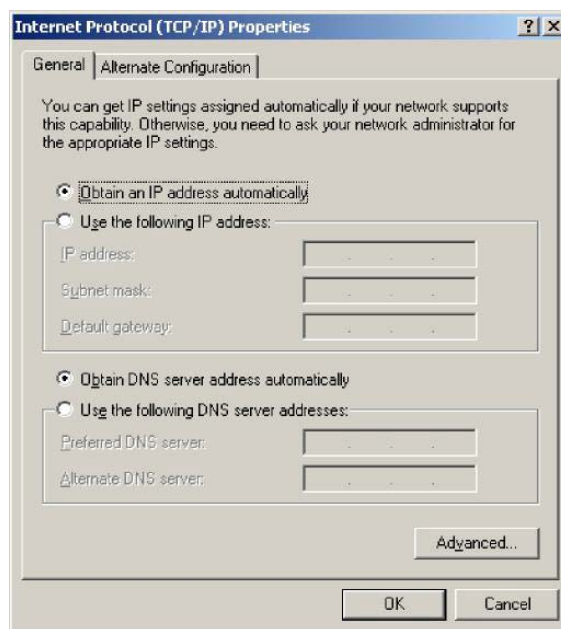 Internet Protocol (TCP/IP) Properties
General
Alternate Configuration
You can get IP settings assigned automatically if your network supports
this capability. Otherwise, you need to ask your network administrator for
the appropriate IP settings.
Obtain an IP address automatically
Use the following IP address:
IP address:
Subnet mask:
Default gateway:
Obtain DNS server address automatically
Use the following DNS server addresses:
Preferred DNS server:
Alternate DNS server:
Advanced...
OK
Cancel